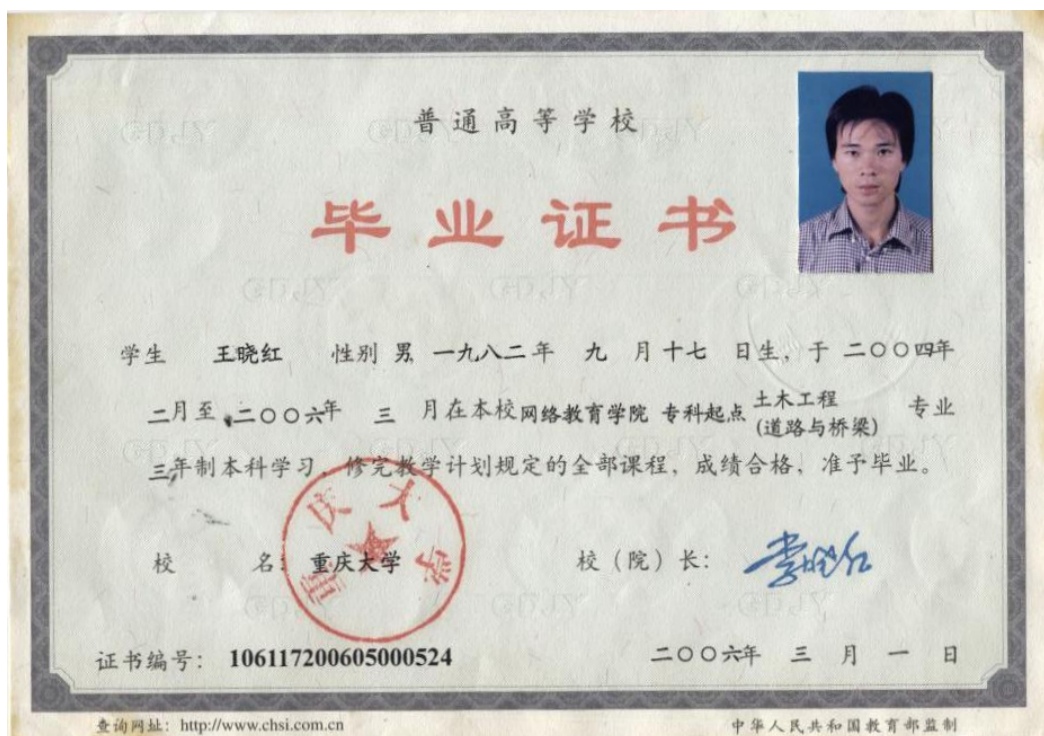 普通高等学校
毕业证书
学生 王晓红 性别 男, 一九八二年 九 月十七 日生, 于 二〇〇四年
二月至 二〇〇六年 三 月在本校网络教育学院 专科起点 土木工程(道路与桥梁) 专业
三年制本科学习, 修完教学计划规定的全部课程, 成绩合格, 准予毕业。
重庆大学
校 名: 重庆大学 校(院)长:
证书编号: 106117200605000524 二〇〇六年 三 月 一 日
查询网址: http://www.chsi.com.cn 中华人民共和国教育部监制